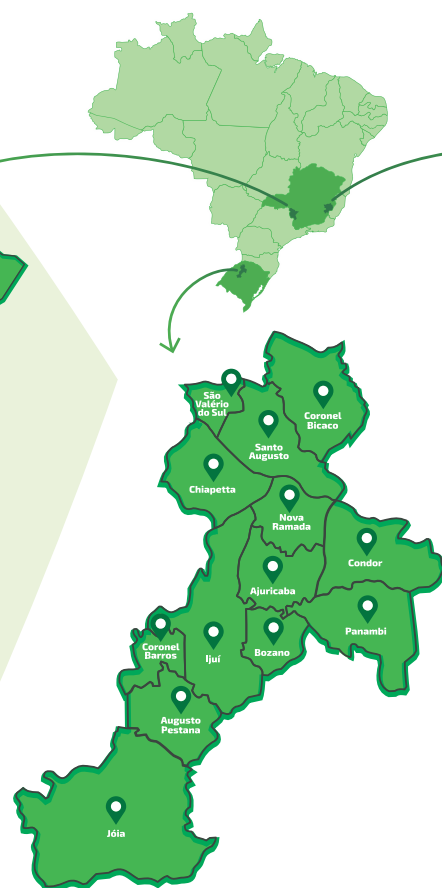 São
Valério
do Sul
Coronel
Bicaco
Santo
Augusto
Chiapetta
Nova
Ramada
Condor
Ajuricaba
Panambi
Coronel
Barros
Ijuí
Bozano
Augusto
Pestana
Jóia